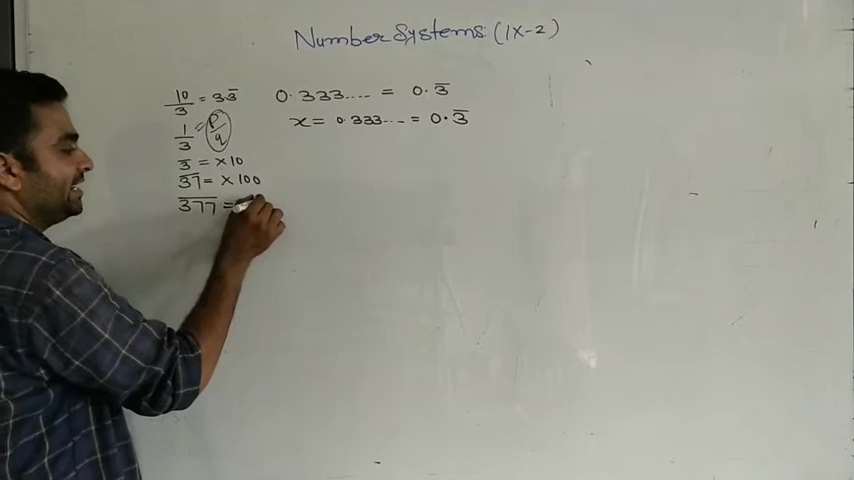 Number Systems (IX-2)
10/3 = 3.3̅
0.333.... = 0.3̅
1/3 = p/q
x = 0.333... = 0.3̅
3̅ = ×10
3̅7̅ = ×100
3̅7̅7̅ =